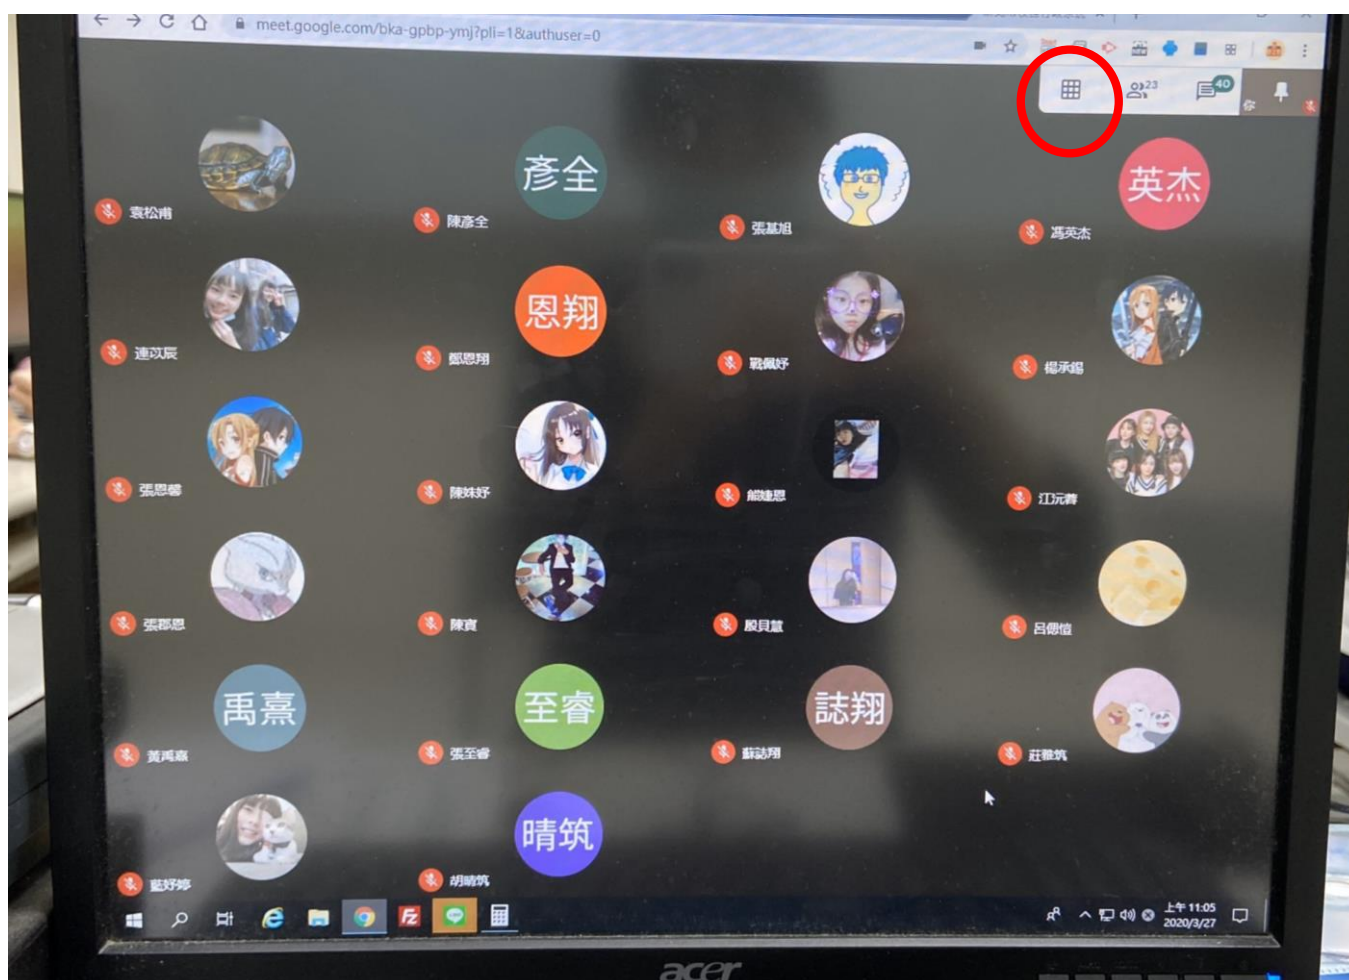 meet.google.com/bka-gpbp-ymj?pli=1&authuser=0
23
40
你
彥全
英杰
袁松甫
陳彥全
張基旭
馮英杰
恩翔
連苡辰
鄭恩翔
戰佩妤
楊承錫
張恩馨
陳姝妤
熊婕恩
江沅蓁
張郡恩
陳寬
殷貝慧
呂偲愷
禹熹
至睿
誌翔
黃禹熹
張至睿
蘇誌翔
莊雅筑
晴筑
藍妤婷
胡晴筑
上午 11:05
2020/3/27
acer